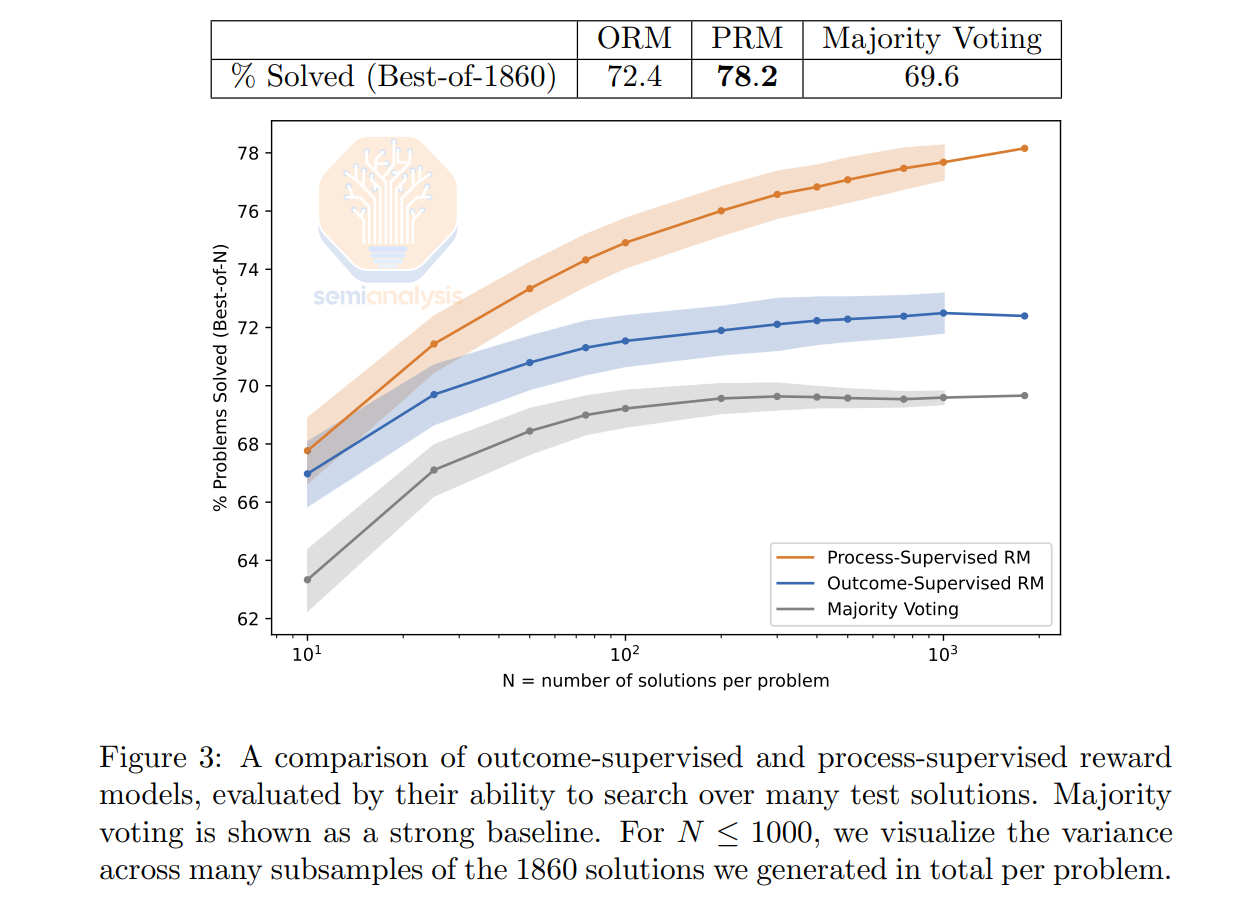 ORM PRM Majority Voting
% Solved (Best-of-1860) 72.4 78.2 69.6
78
76
74
72
70
68
66
64
62
% Problems Solved (Best-of-N)
semianalysis
Process-Supervised RM
Outcome-Supervised RM
Majority Voting
10¹ 10² 10³
N = number of solutions per problem
Figure 3: A comparison of outcome-supervised and process-supervised reward
models, evaluated by their ability to search over many test solutions. Majority
voting is shown as a strong baseline. For N ≤ 1000, we visualize the variance
across many subsamples of the 1860 solutions we generated in total per problem.